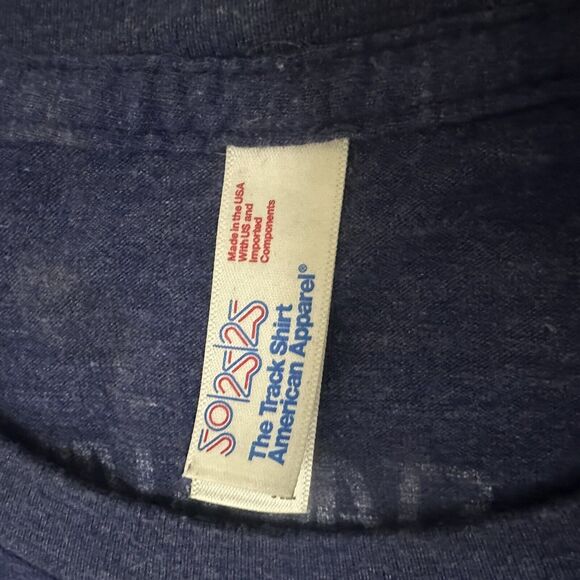 50/25/25
The Track Shirt
American Apparel®
Made in the USA
With US and
Imported
Components